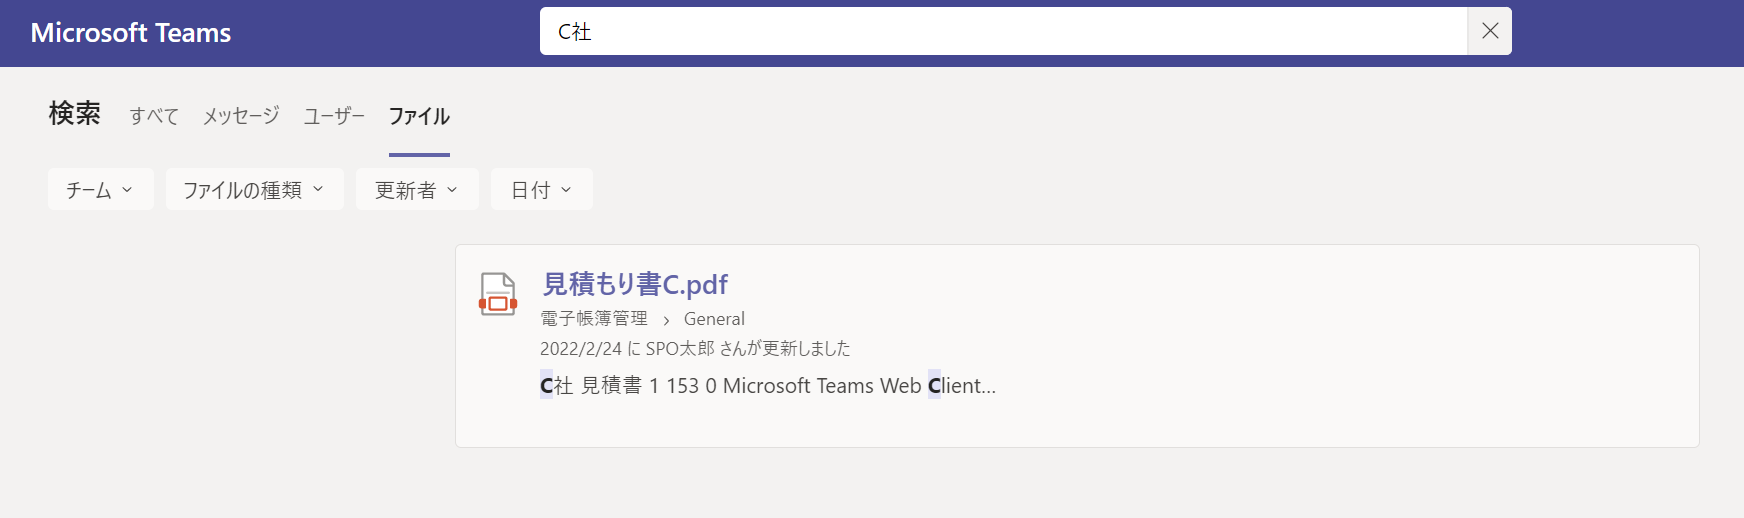 Microsoft Teams
C社
検索 すべて メッセージ ユーザー ファイル
チーム ファイルの種類 更新者 日付
見積もり書C.pdf
電子帳簿管理 › General
2022/2/24 に SPO太郎 さんが更新しました
C社 見積書 1 153 0 Microsoft Teams Web Client...